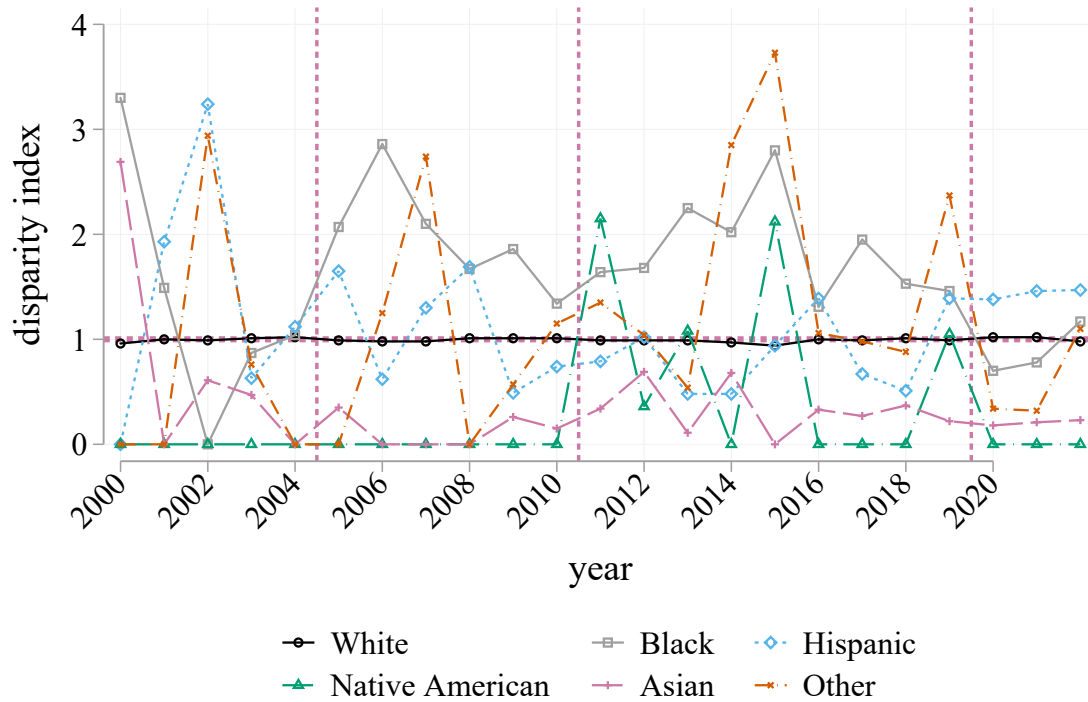 4
3
2
1
0
disparity index
2000 2002 2004 2006 2008 2010 2012 2014 2016 2018 2020
year
White Black Hispanic
Native American Asian Other